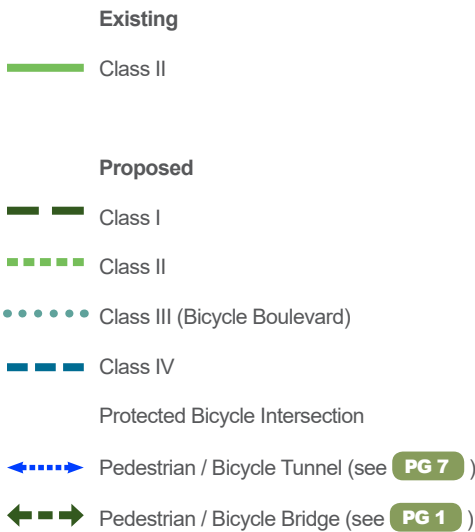 Existing
Class II
Proposed
Class I
Class II
Class III (Bicycle Boulevard)
Class IV
Protected Bicycle Intersection
Pedestrian / Bicycle Tunnel (see PG 7 )
Pedestrian / Bicycle Bridge (see PG 1 )